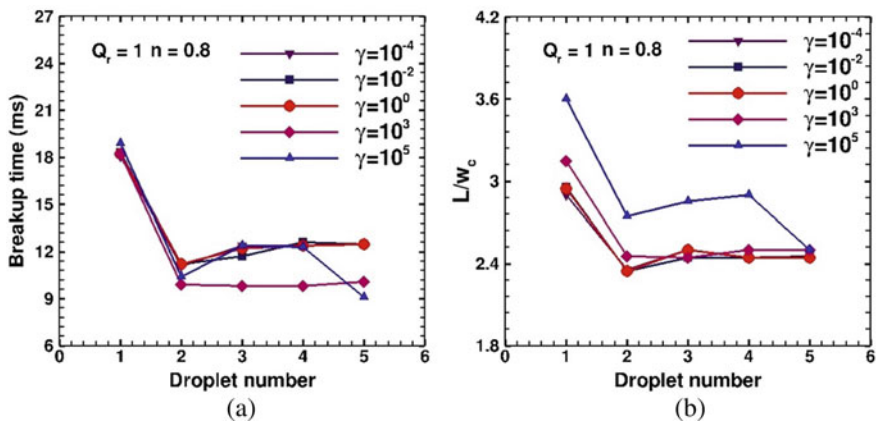 27
24
21
18
15
12
9
6
Breakup time (ms)
Q_r = 1 n = 0.8
γ=10^-4
γ=10^-2
γ=10^0
γ=10^3
γ=10^5
0 1 2 3 4 5 6
Droplet number
(a)
4.2
3.6
3
2.4
1.8
L/w_c
Q_r = 1 n = 0.8
γ=10^-4
γ=10^-2
γ=10^0
γ=10^3
γ=10^5
0 1 2 3 4 5 6
Droplet number
(b)